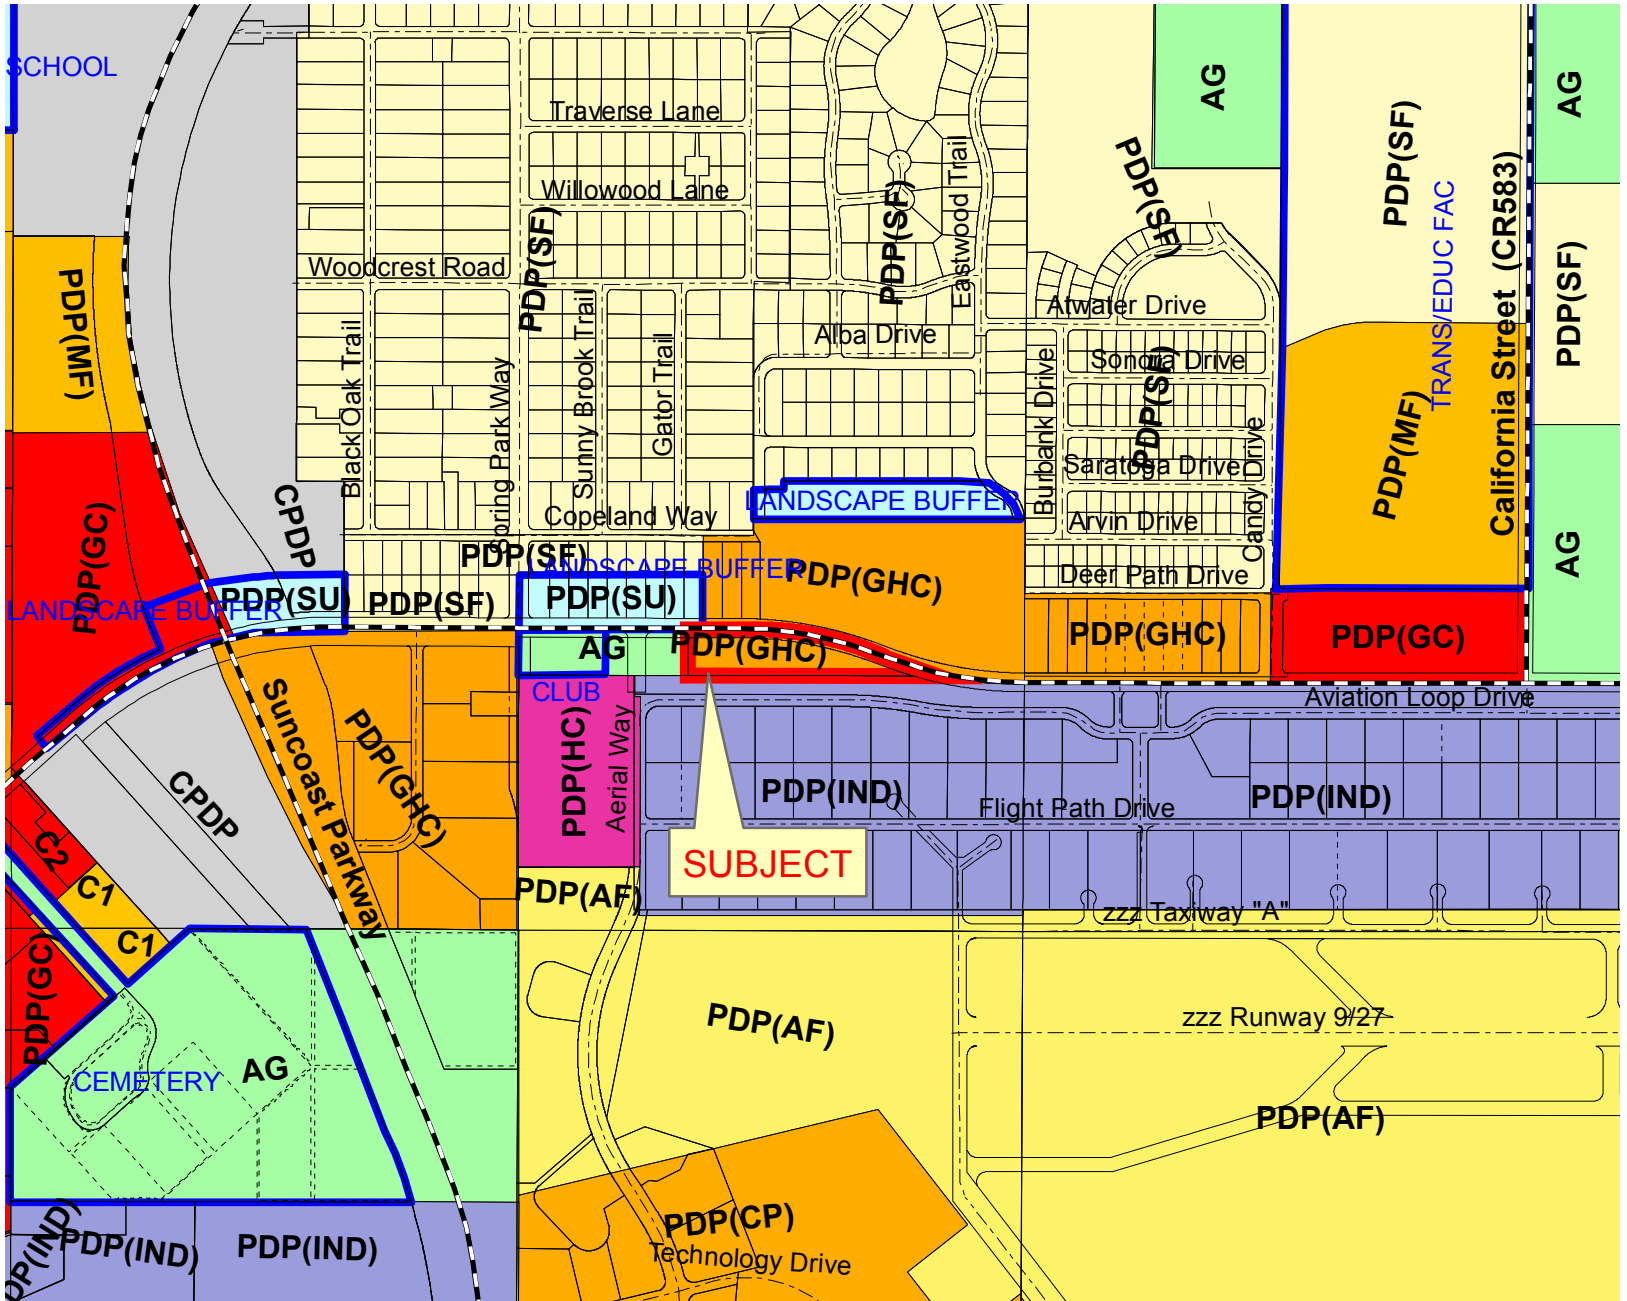 SCHOOL
Traverse Lane
Willowood Lane
Woodcrest Road
PDP(SF)
PDP(SF)
Eastwood Trail
AG
PDP(SF)
PDP(SF)
TRANS/EDUC FAC
California Street (CR583)
AG
PDP(SF)
AG
PDP(MF)
Black Oak Trail
Spring Park Way
Sunny Brook Trail
Gator Trail
Alba Drive
Atwater Drive
Sonora Drive
PDP(SF)
Burbank Drive
Saratoga Drive
Candy Drive
Arvin Drive
Deer Path Drive
PDP(MF)
PDP(GC)
CPDP
Copeland Way
LANDSCAPE BUFFER
PDP(SF)
LANDSCAPE BUFFER
PDP(GHC)
LANDSCAPE BUFFER
PDP(SU)
PDP(SF)
PDP(SU)
AG
PDP(GHC)
PDP(GHC)
PDP(GC)
CLUB
Aviation Loop Drive
Suncoast Parkway
PDP(GHC)
PDP(HC)
Aerial Way
PDP(IND)
Flight Path Drive
PDP(IND)
CPDP
C2
C1
C1
SUBJECT
PDP(AF)
zzz Taxiway "A"
PDP(GC)
PDP(AF)
zzz Runway 9/27
CEMETERY
AG
PDP(AF)
PDP(IND)
PDP(IND)
PDP(CP)
Technology Drive